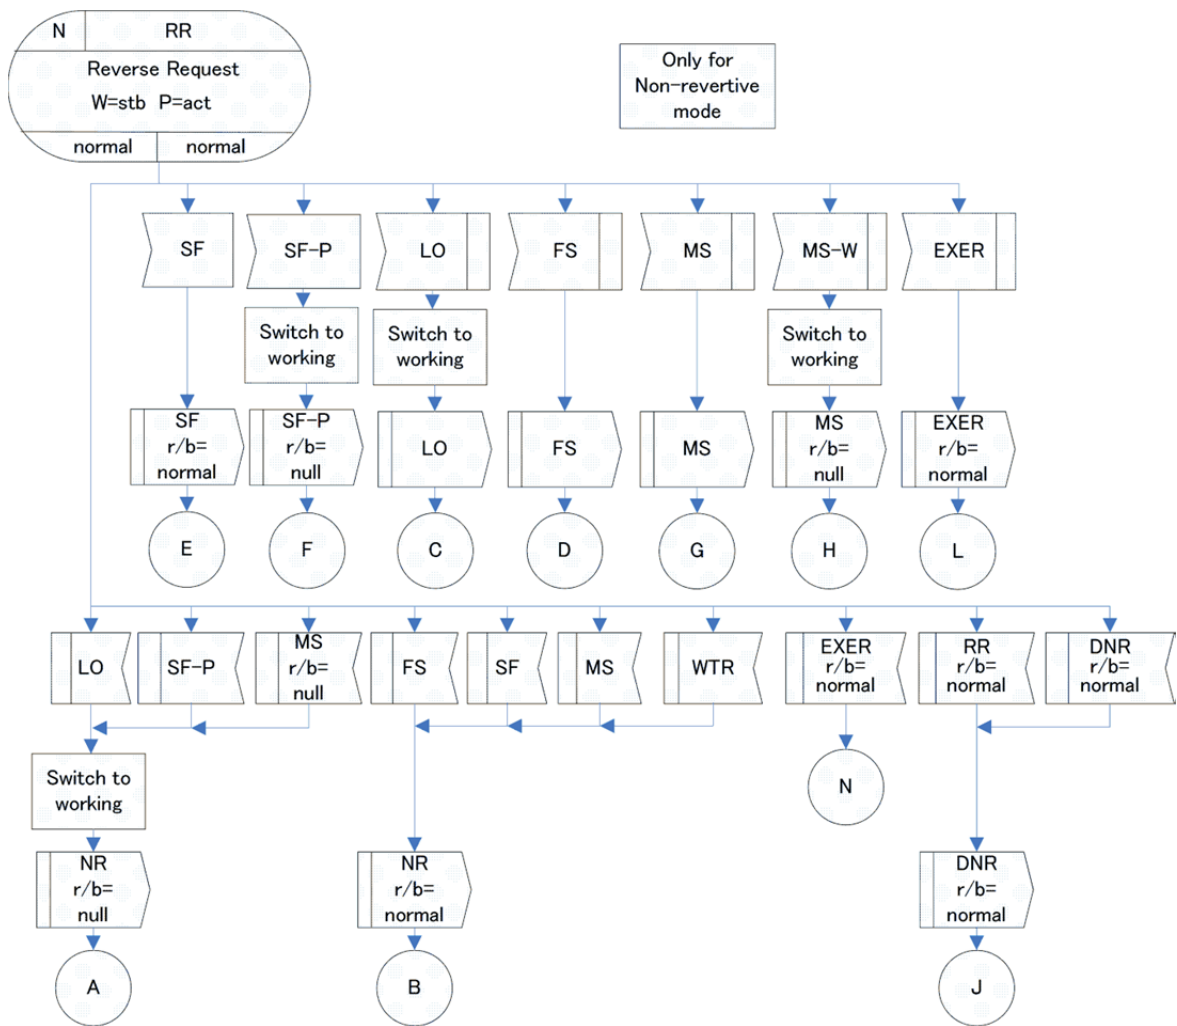 N RR
Reverse Request
W=stb P=act
normal normal
Only for
Non-revertive
mode
SF SF-P LO FS MS MS-W EXER
Switch to
working
Switch to
working
Switch to
working
SF
r/b=
normal
SF-P
r/b=
null
LO
FS
MS
MS
r/b=
null
EXER
r/b=
normal
E F C D G H L
LO
SF-P
MS
r/b=
null
FS
SF
MS
WTR
EXER
r/b=
normal
RR
r/b=
normal
DNR
r/b=
normal
Switch to
working
N
NR
r/b=
null
NR
r/b=
normal
DNR
r/b=
normal
A B J